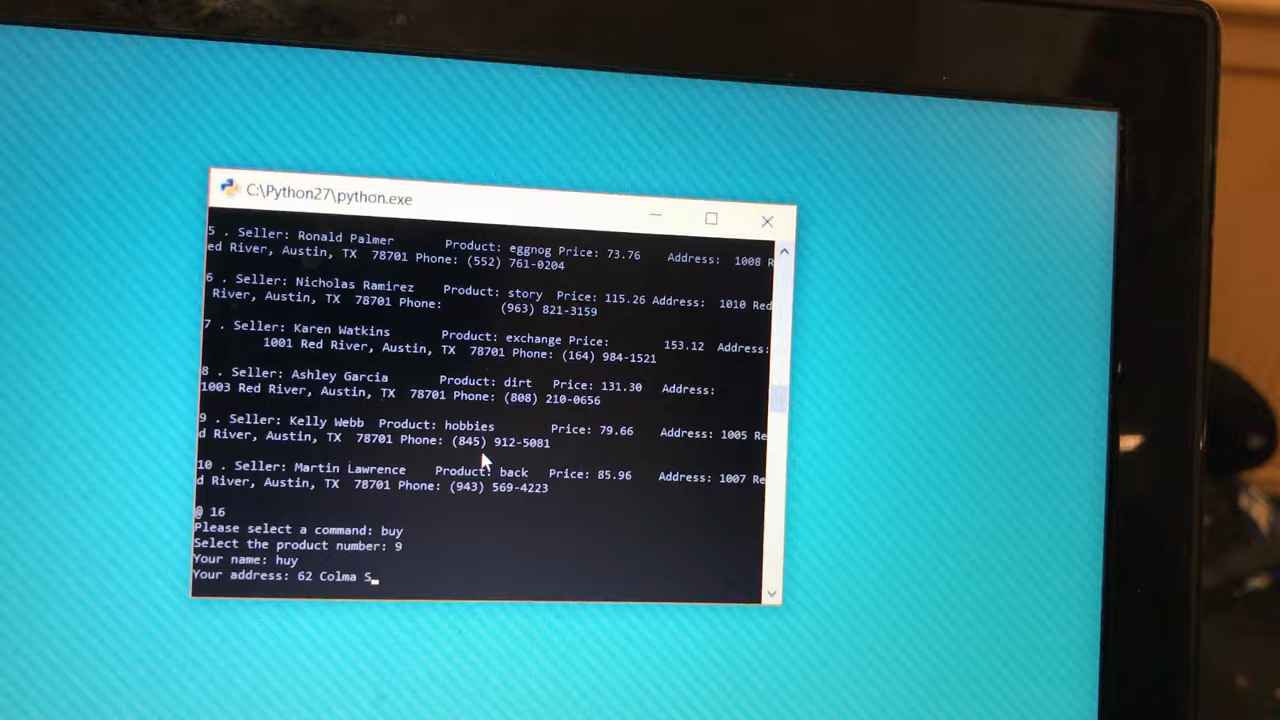 C:\Python27\python.exe
5 . Seller: Ronald Palmer Product: eggnog Price: 73.76 Address: 1008 R
ed River, Austin, TX 78701 Phone: (552) 761-0204
6 . Seller: Nicholas Ramirez Product: story Price: 115.26 Address: 1010 Red
River, Austin, TX 78701 Phone: (963) 821-3159
7 . Seller: Karen Watkins Product: exchange Price: 153.12 Address:
1001 Red River, Austin, TX 78701 Phone: (164) 984-1521
8 . Seller: Ashley Garcia Product: dirt Price: 131.30 Address:
1003 Red River, Austin, TX 78701 Phone: (808) 210-0656
9 . Seller: Kelly Webb Product: hobbies Price: 79.66 Address: 1005 Re
d River, Austin, TX 78701 Phone: (845) 912-5081
10 . Seller: Martin Lawrence Product: back Price: 85.96 Address: 1007 Re
d River, Austin, TX 78701 Phone: (943) 569-4223
@ 16
Please select a command: buy
Select the product number: 9
Your name: huy
Your address: 62 Colma S